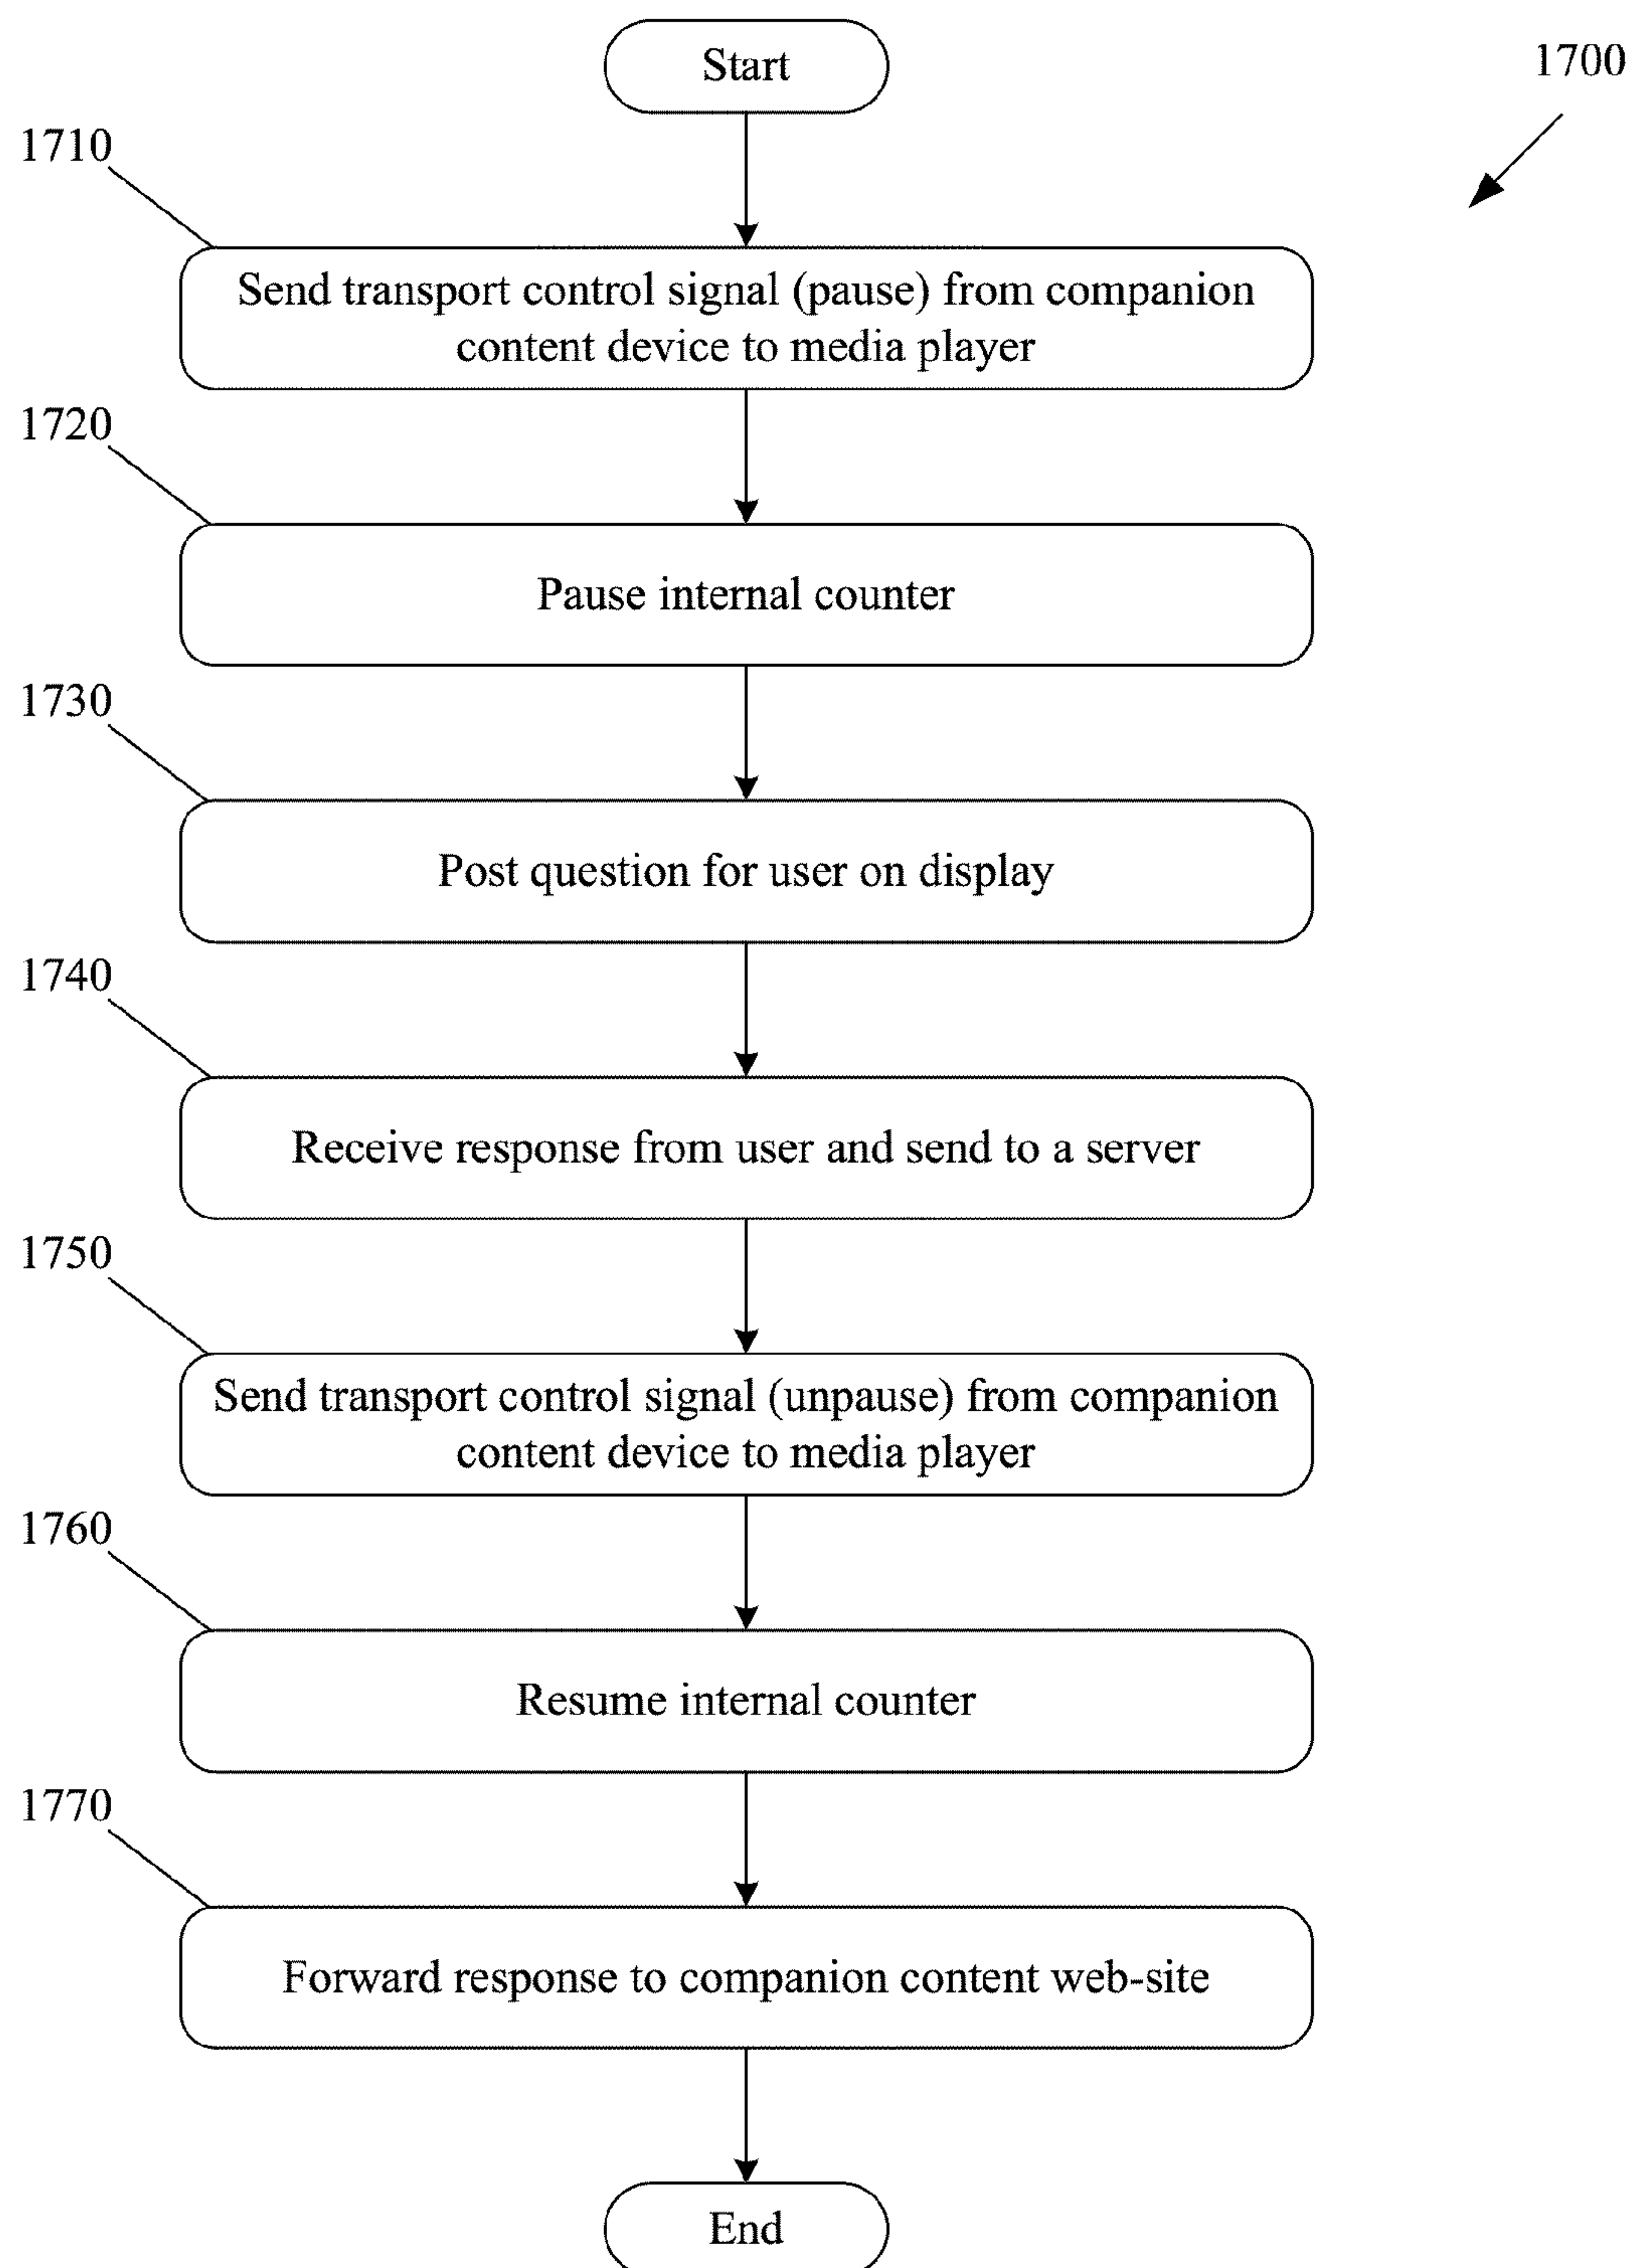 Start
1700
1710
Send transport control signal (pause) from companion
content device to media player
1720
Pause internal counter
1730
Post question for user on display
1740
Receive response from user and send to a server
1750
Send transport control signal (unpause) from companion
content device to media player
1760
Resume internal counter
1770
Forward response to companion content web-site
End